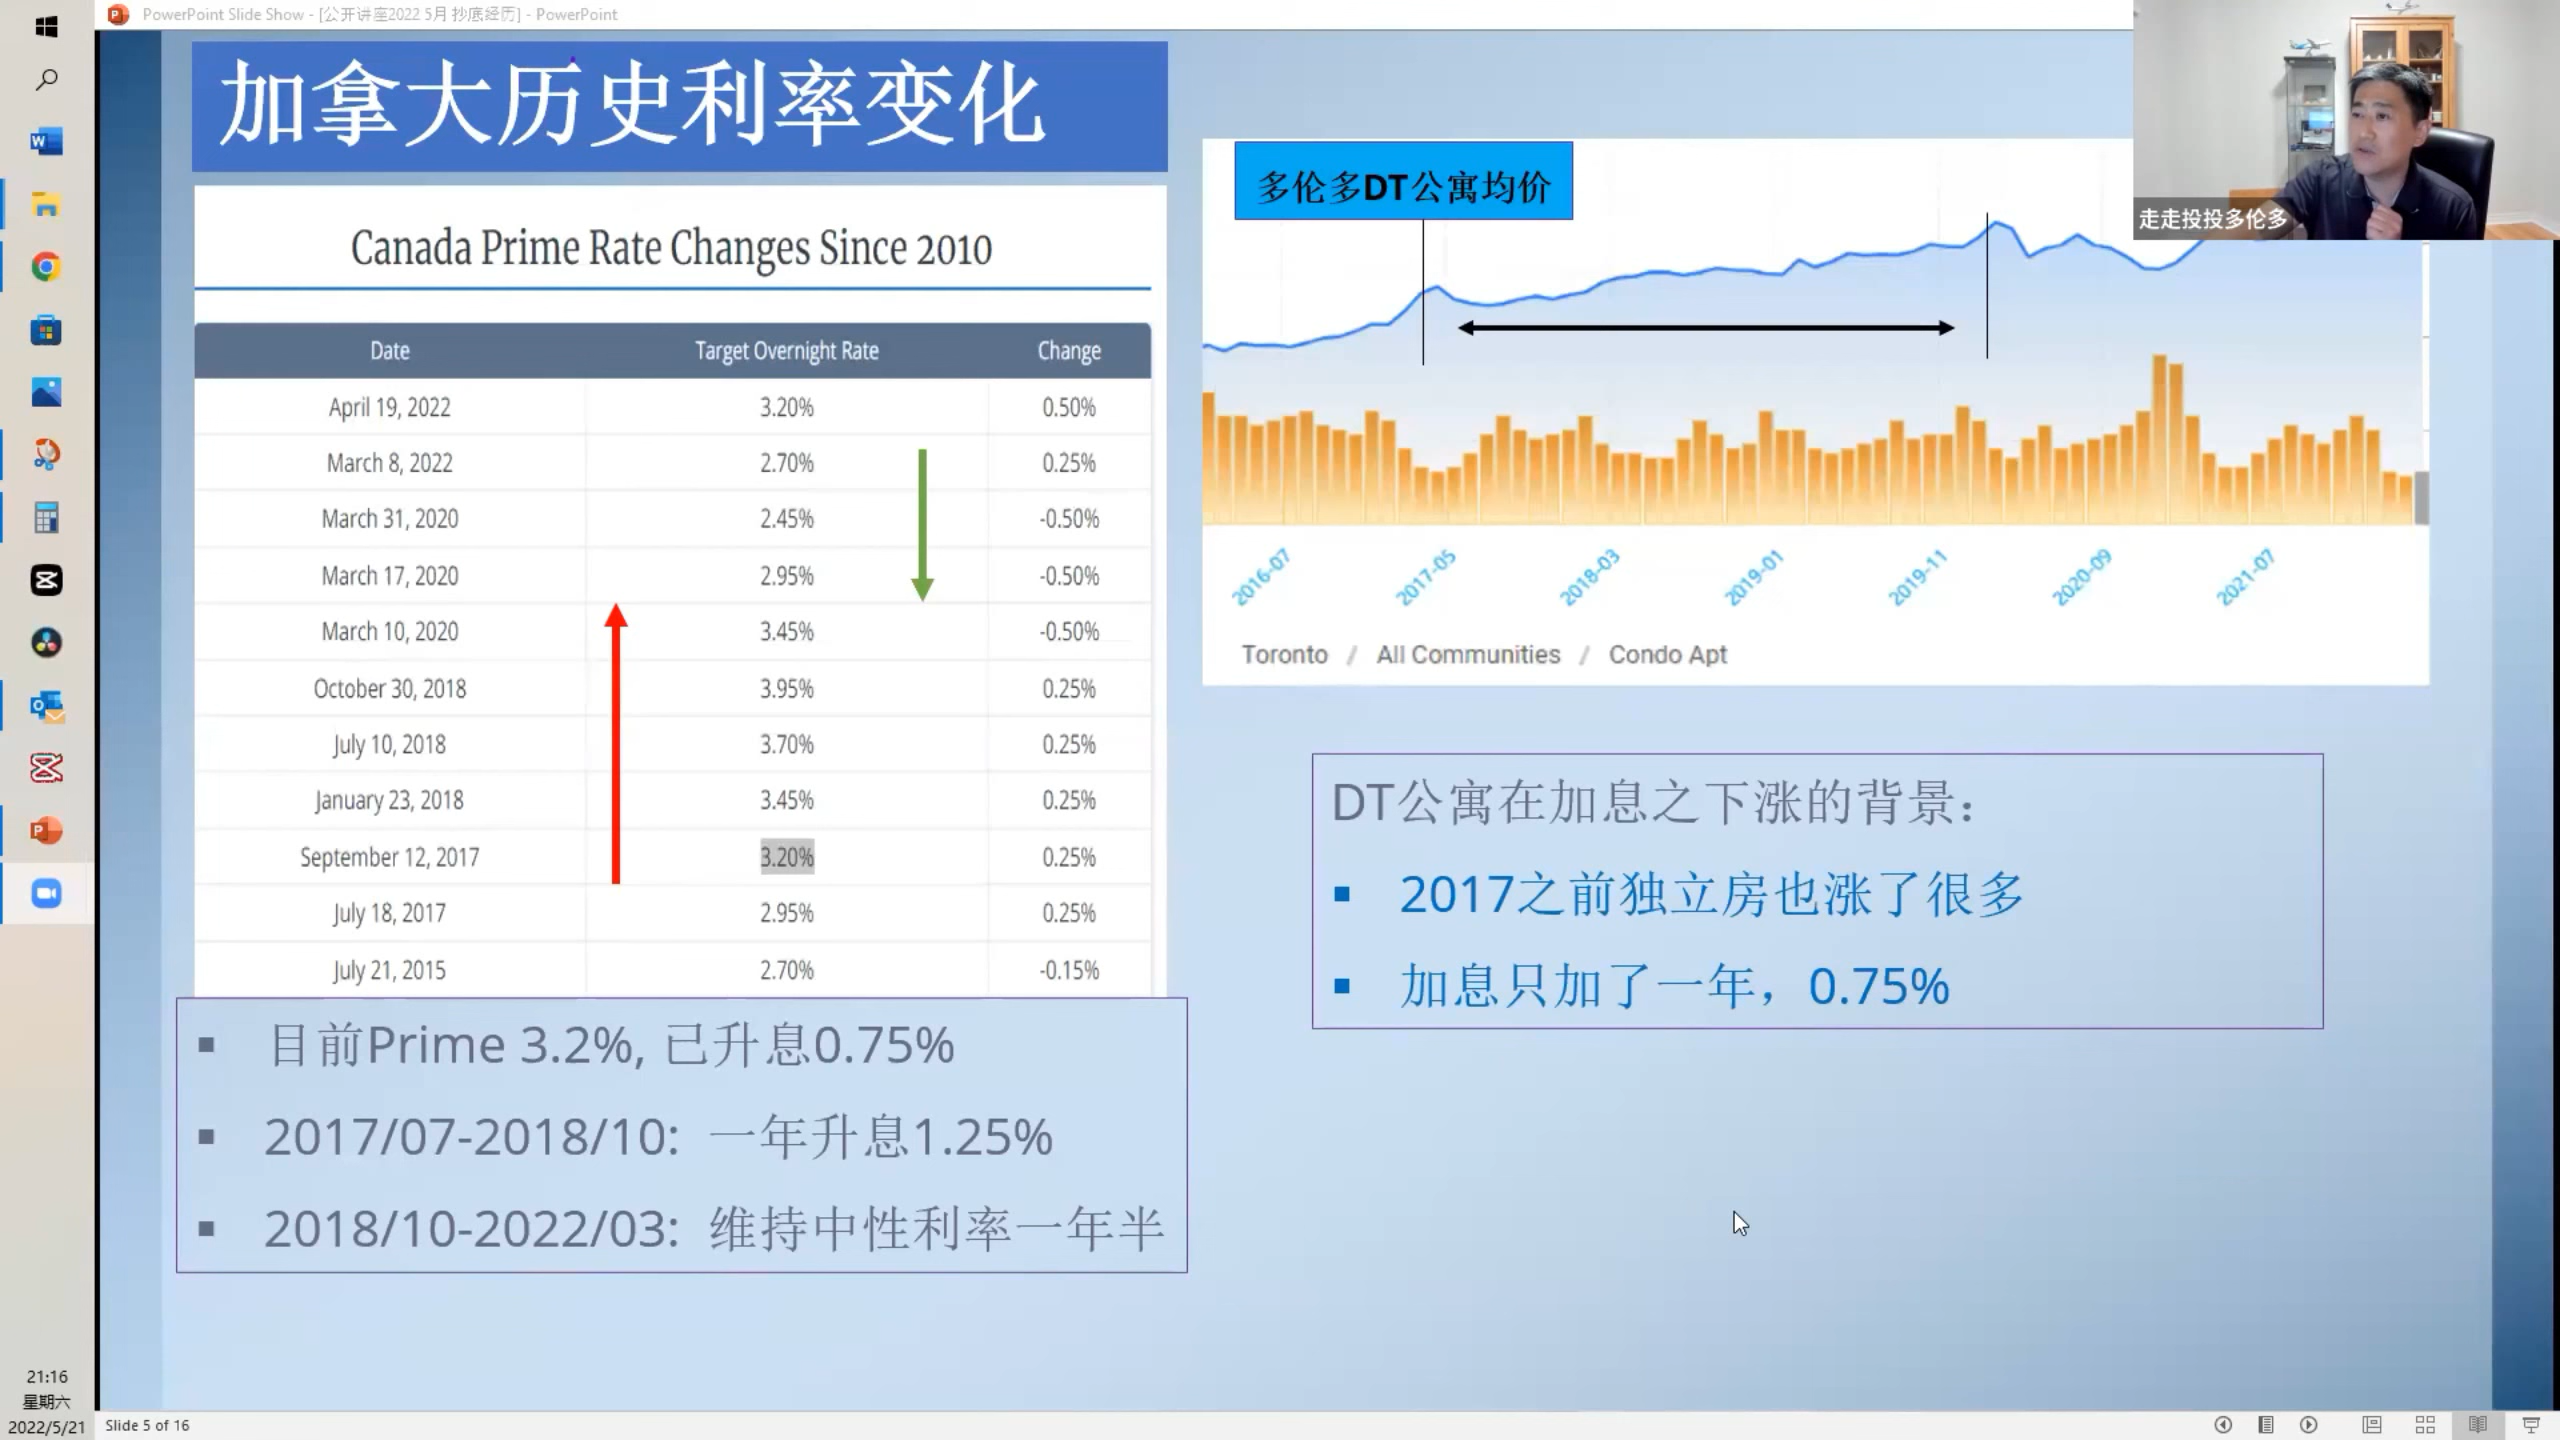 PowerPoint Slide Show - [公开讲座2022 5月 抄底经历] - PowerPoint
加拿大历史利率变化
Canada Prime Rate Changes Since 2010
Date Target Overnight Rate Change
April 19, 2022 3.20% 0.50%
March 8, 2022 2.70% 0.25%
March 31, 2020 2.45% -0.50%
March 17, 2020 2.95% -0.50%
March 10, 2020 3.45% -0.50%
October 30, 2018 3.95% 0.25%
July 10, 2018 3.70% 0.25%
January 23, 2018 3.45% 0.25%
September 12, 2017 3.20% 0.25%
July 18, 2017 2.95% 0.25%
July 21, 2015 2.70% -0.15%
▪ 目前Prime 3.2%, 已升息0.75%
▪ 2017/07-2018/10: 一年升息1.25%
▪ 2018/10-2022/03: 维持中性利率一年半
多伦多DT公寓均价
2016-07 2017-05 2018-03 2019-01 2019-11 2020-09 2021-07
Toronto / All Communities / Condo Apt
DT公寓在加息之下涨的背景：
▪ 2017之前独立房也涨了很多
▪ 加息只加了一年，0.75%
走走投投多伦多
21:16
星期六
2022/5/21
Slide 5 of 16